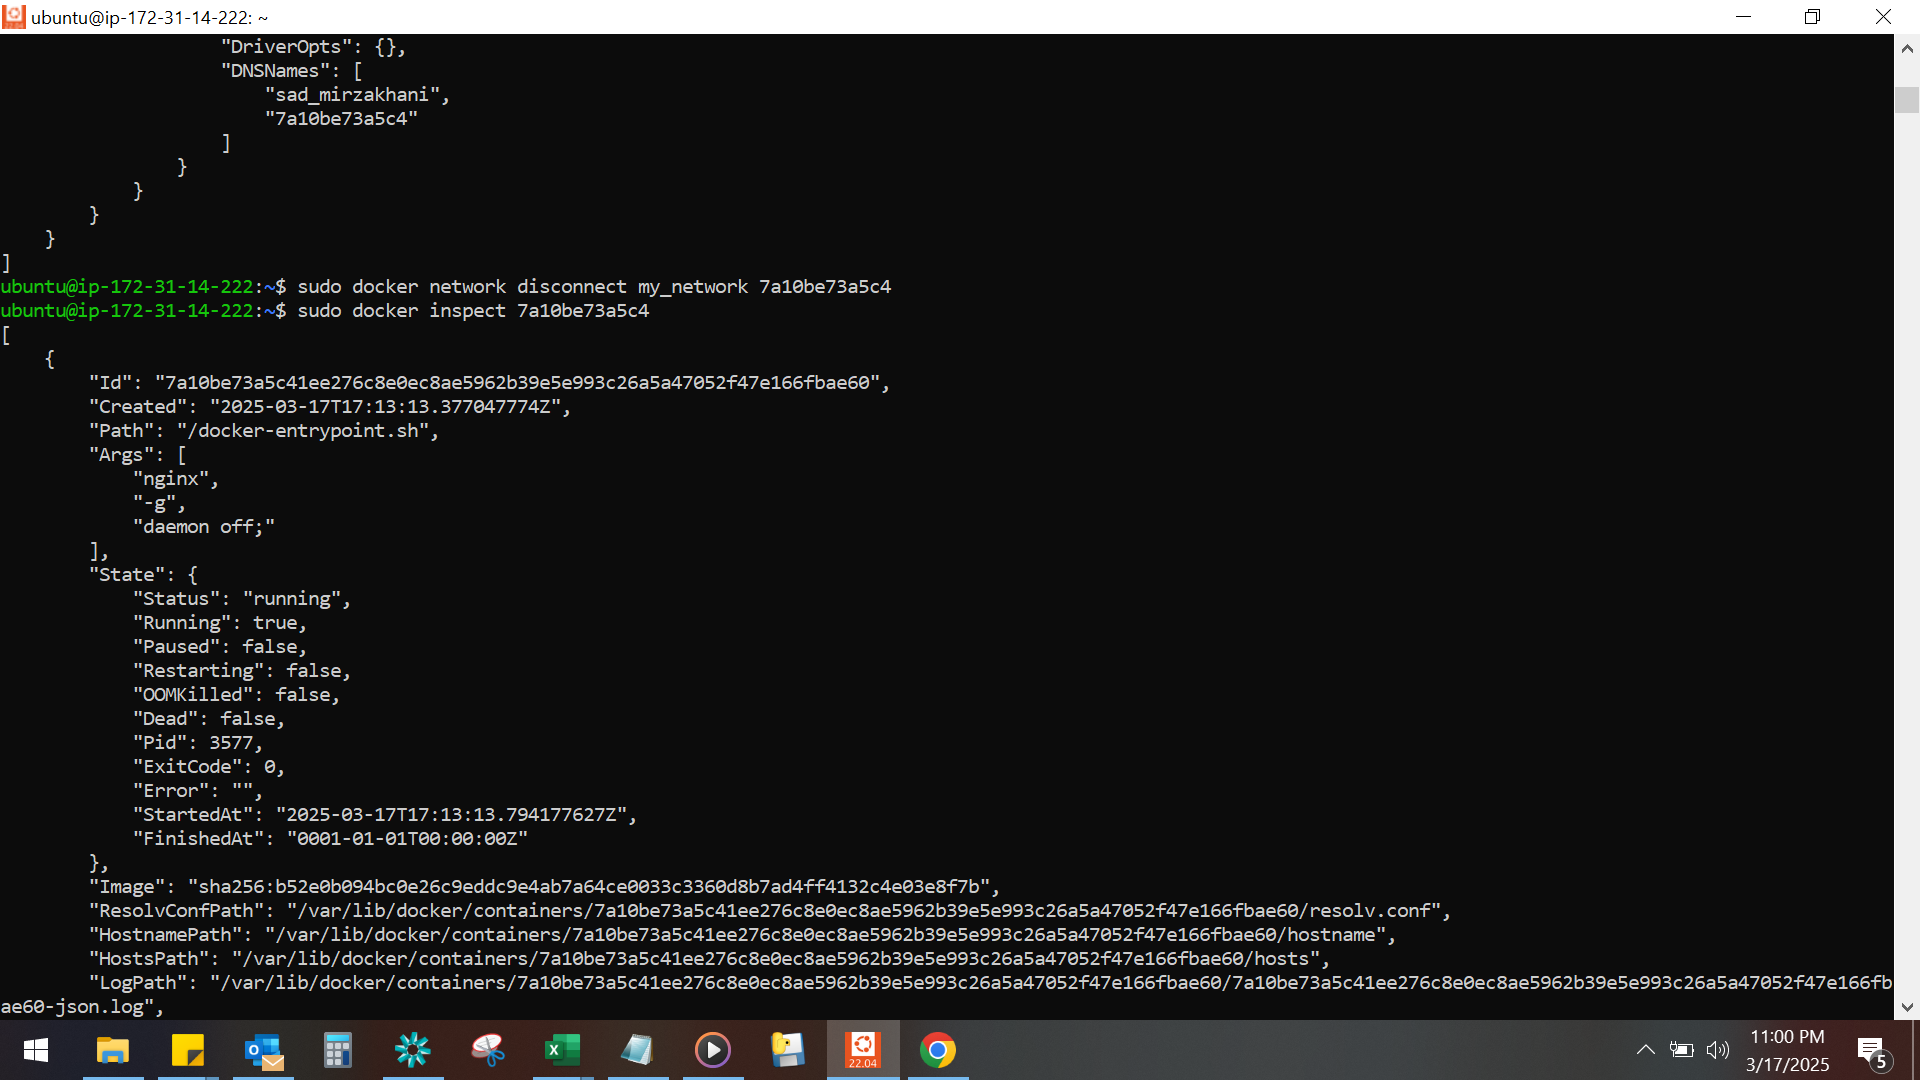 ubuntu@ip-172-31-14-222: ~
"DriverOpts": {},
"DNSNames": [
"sad_mirzakhani",
"7a10be73a5c4"
]
}
}
}
}
]
ubuntu@ip-172-31-14-222:~$ sudo docker network disconnect my_network 7a10be73a5c4
ubuntu@ip-172-31-14-222:~$ sudo docker inspect 7a10be73a5c4
[
{
"Id": "7a10be73a5c41ee276c8e0ec8ae5962b39e5e993c26a5a47052f47e166fbae60",
"Created": "2025-03-17T17:13:13.377047774Z",
"Path": "/docker-entrypoint.sh",
"Args": [
"nginx",
"-g",
"daemon off;"
],
"State": {
"Status": "running",
"Running": true,
"Paused": false,
"Restarting": false,
"OOMKilled": false,
"Dead": false,
"Pid": 3577,
"ExitCode": 0,
"Error": "",
"StartedAt": "2025-03-17T17:13:13.794177627Z",
"FinishedAt": "0001-01-01T00:00:00Z"
},
"Image": "sha256:b52e0b094bc0e26c9eddc9e4ab7a64ce0033c3360d8b7ad4ff4132c4e03e8f7b",
"ResolvConfPath": "/var/lib/docker/containers/7a10be73a5c41ee276c8e0ec8ae5962b39e5e993c26a5a47052f47e166fbae60/resolv.conf",
"HostnamePath": "/var/lib/docker/containers/7a10be73a5c41ee276c8e0ec8ae5962b39e5e993c26a5a47052f47e166fbae60/hostname",
"HostsPath": "/var/lib/docker/containers/7a10be73a5c41ee276c8e0ec8ae5962b39e5e993c26a5a47052f47e166fbae60/hosts",
"LogPath": "/var/lib/docker/containers/7a10be73a5c41ee276c8e0ec8ae5962b39e5e993c26a5a47052f47e166fbae60/7a10be73a5c41ee276c8e0ec8ae5962b39e5e993c26a5a47052f47e166fb
ae60-json.log",
22.04
11:00 PM
3/17/2025
5